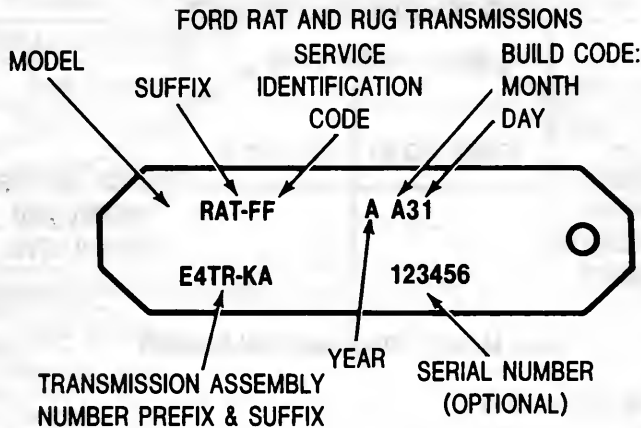 FORD RAT AND RUG TRANSMISSIONS
MODEL
SUFFIX
SERVICE
IDENTIFICATION
CODE
BUILD CODE:
MONTH
DAY
RAT-FF
A A31
E4TR-KA
123456
YEAR
TRANSMISSION ASSEMBLY
NUMBER PREFIX & SUFFIX
SERIAL NUMBER
(OPTIONAL)